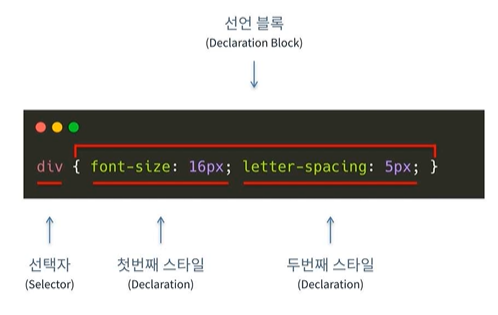 선언 블록
(Declaration Block)
div { font-size: 16px; letter-spacing: 5px; }
선택자
(Selector)
첫번째 스타일
(Declaration)
두번째 스타일
(Declaration)